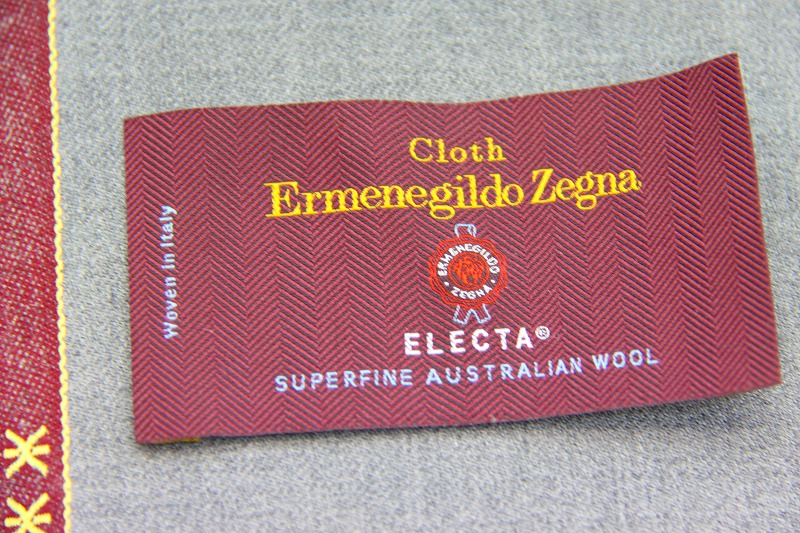 Cloth
Ermenegildo Zegna
ERMENEGILDO
ZEGNA
ELECTA®
SUPERFINE AUSTRALIAN WOOL
Woven in Italy